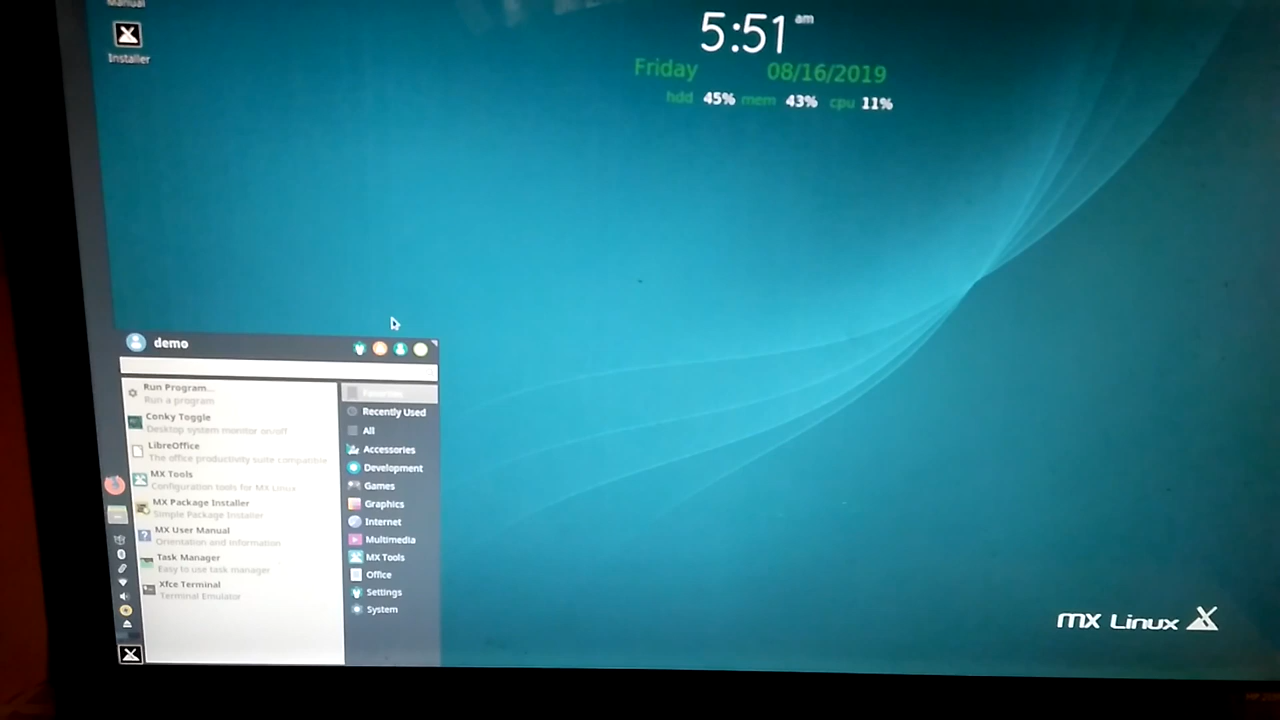 Manual
Installer
5:51 am
Friday 08/16/2019
hdd 45% mem 43% cpu 11%
demo
Run Program...
Run a program
Conky Toggle
Desktop system monitor on/off
LibreOffice
The office productivity suite compatible
MX Tools
Configuration tools for MX Linux
MX Package Installer
Simple Package Installer
MX User Manual
Orientation and information
Task Manager
Easy to use task manager
Xfce Terminal
Terminal Emulator
Favorites
Recently Used
All
Accessories
Development
Games
Graphics
Internet
Multimedia
MX Tools
Office
Settings
System
mx Linux